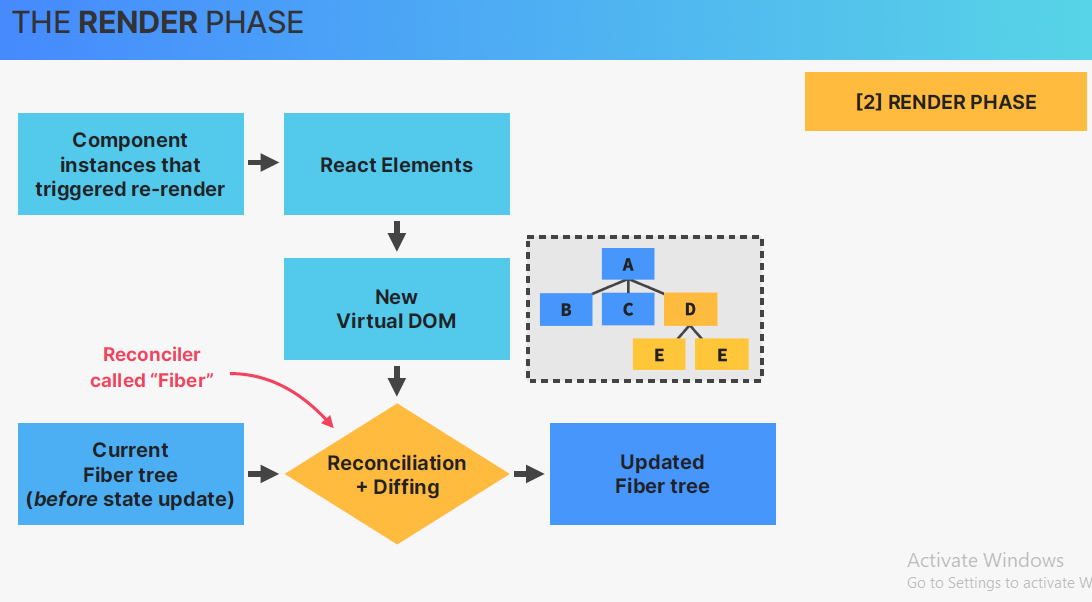 THE RENDER PHASE
[2] RENDER PHASE
Component
instances that
triggered re-render
React Elements
New
Virtual DOM
A
B
C
D
E
E
Reconciler
called “Fiber”
Current
Fiber tree
(before state update)
Reconciliation
+ Diffing
Updated
Fiber tree
Activate Windows
Go to Settings to activate W